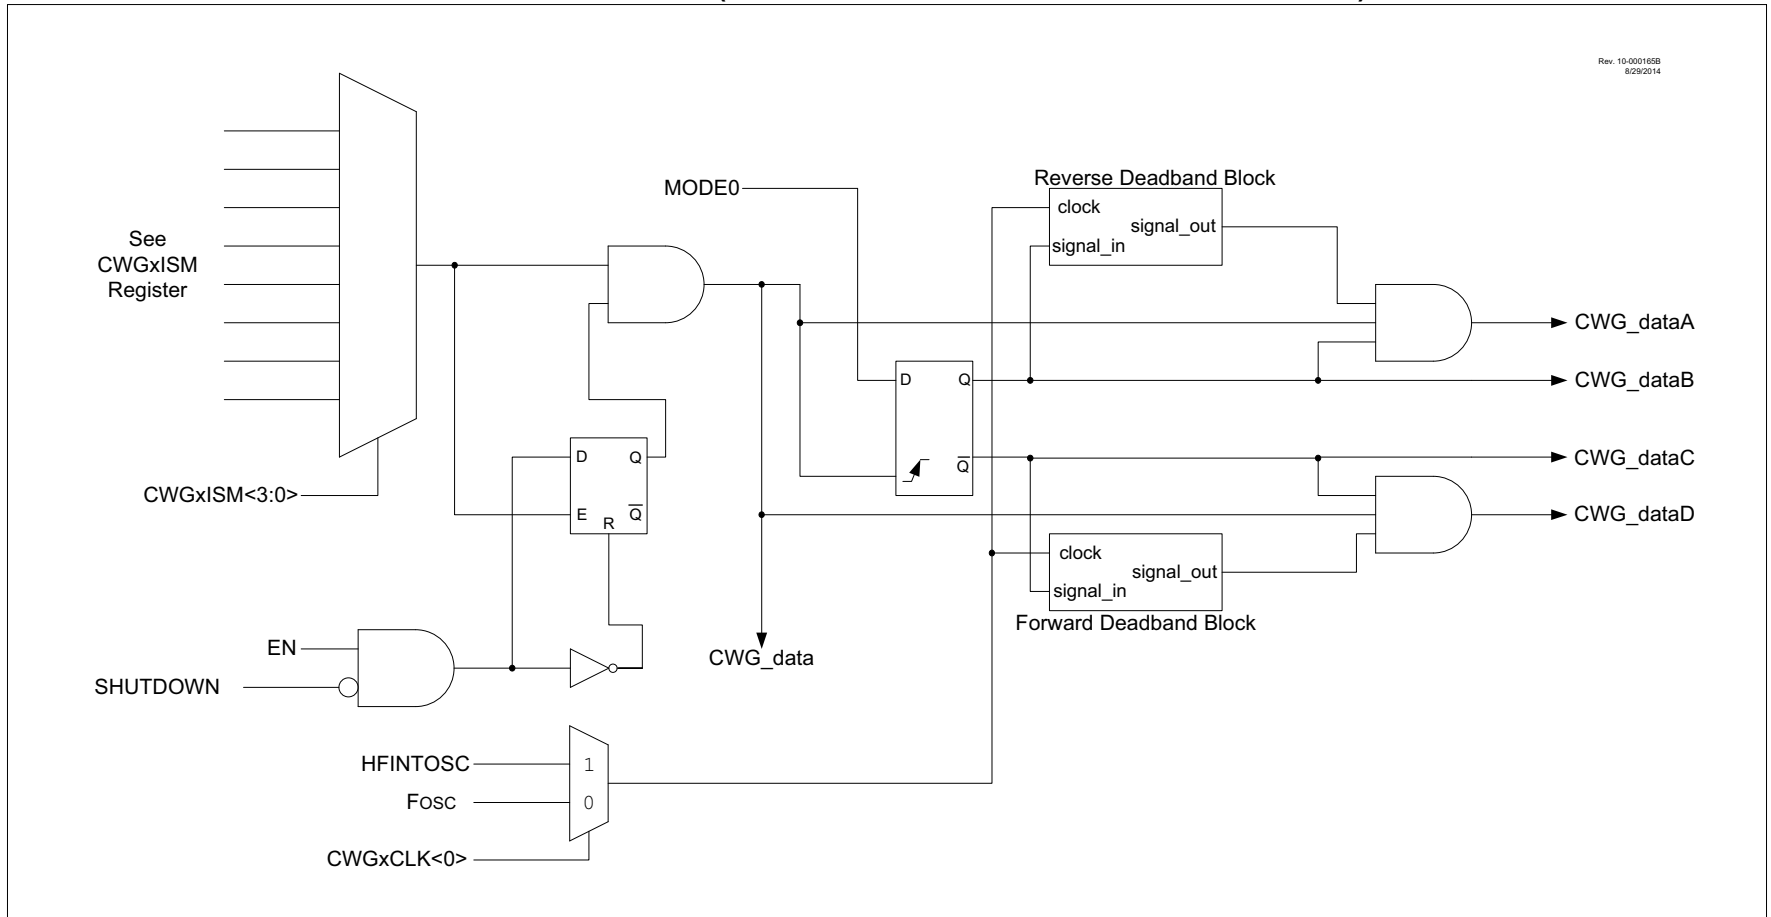 Rev. 10-000165B
8/29/2014
See
CWGxISM
Register
CWGxISM<3:0>
MODE0
Reverse Deadband Block
clock
signal_out
signal_in
CWG_dataA
D
Q
CWG_dataB
Q
CWG_dataC
D
Q
E
R
Q
CWG_dataD
clock
signal_out
signal_in
Forward Deadband Block
EN
SHUTDOWN
CWG_data
HFINTOSC
1
FOSC
0
CWGxCLK<0>